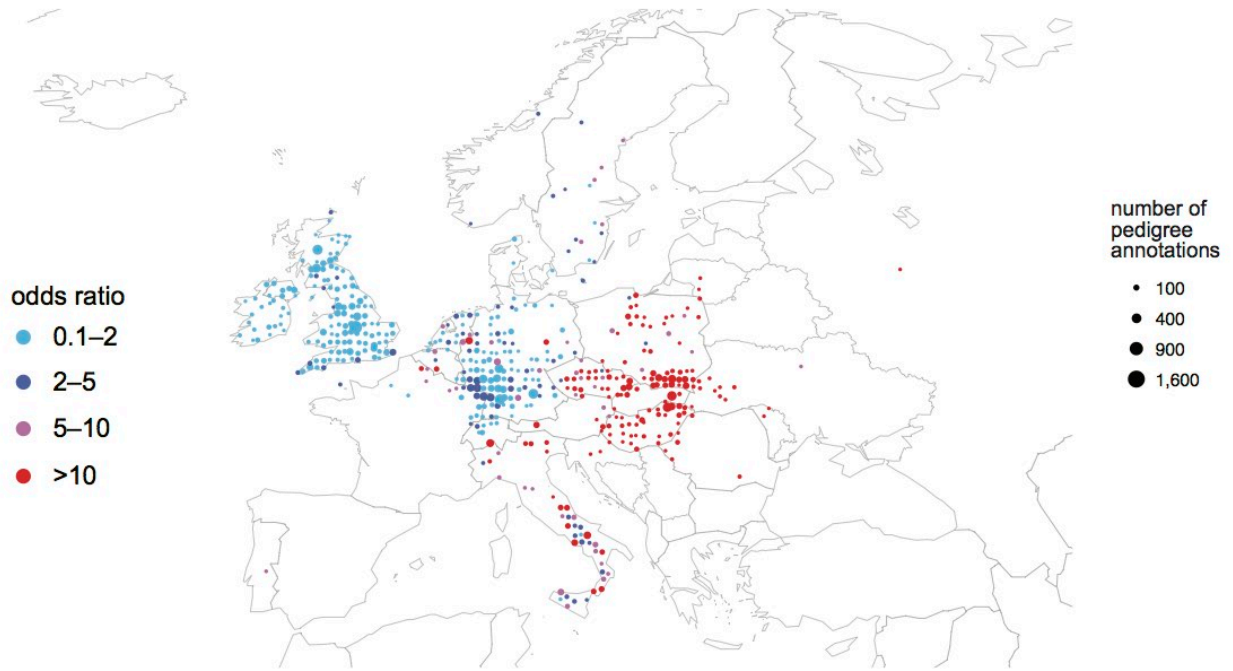 odds ratio
0.1–2
2–5
5–10
>10
number of
pedigree
annotations
100
400
900
1,600